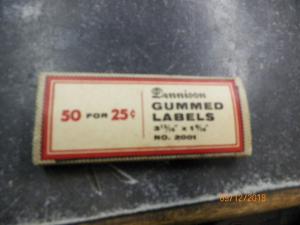 50 FOR 25¢
Dennison
GUMMED
LABELS
NO. 2001
09/12/2018